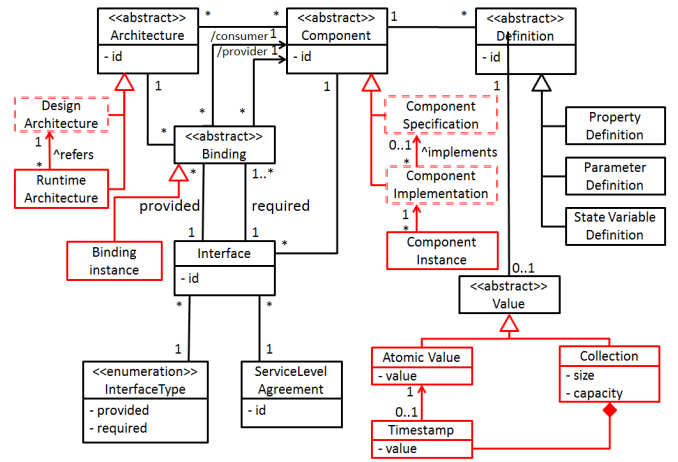 <<abstract>>
Architecture
- id
*
*
/consumer
1
/provider
1
<<abstract>>
Component
- id
1
*
<<abstract>>
Definition
- id
1
*
*
*
1
1
Design
Architecture
1
^refers
*
Runtime
Architecture
*
<<abstract>>
Binding
*
1..*
provided
required
Component
Specification
0..1
^implements
*
Component
Implementation
1
*
Component
Instance
Property
Definition
Parameter
Definition
State Variable
Definition
Binding
instance
1
1
Interface
- id
*
*
*
0..1
<<abstract>>
Value
1
1
<<enumeration>>
InterfaceType
- provided
- required
ServiceLevel
Agreement
- id
Atomic Value
- value
Collection
- size
- capacity
1
0..1
Timestamp
- value